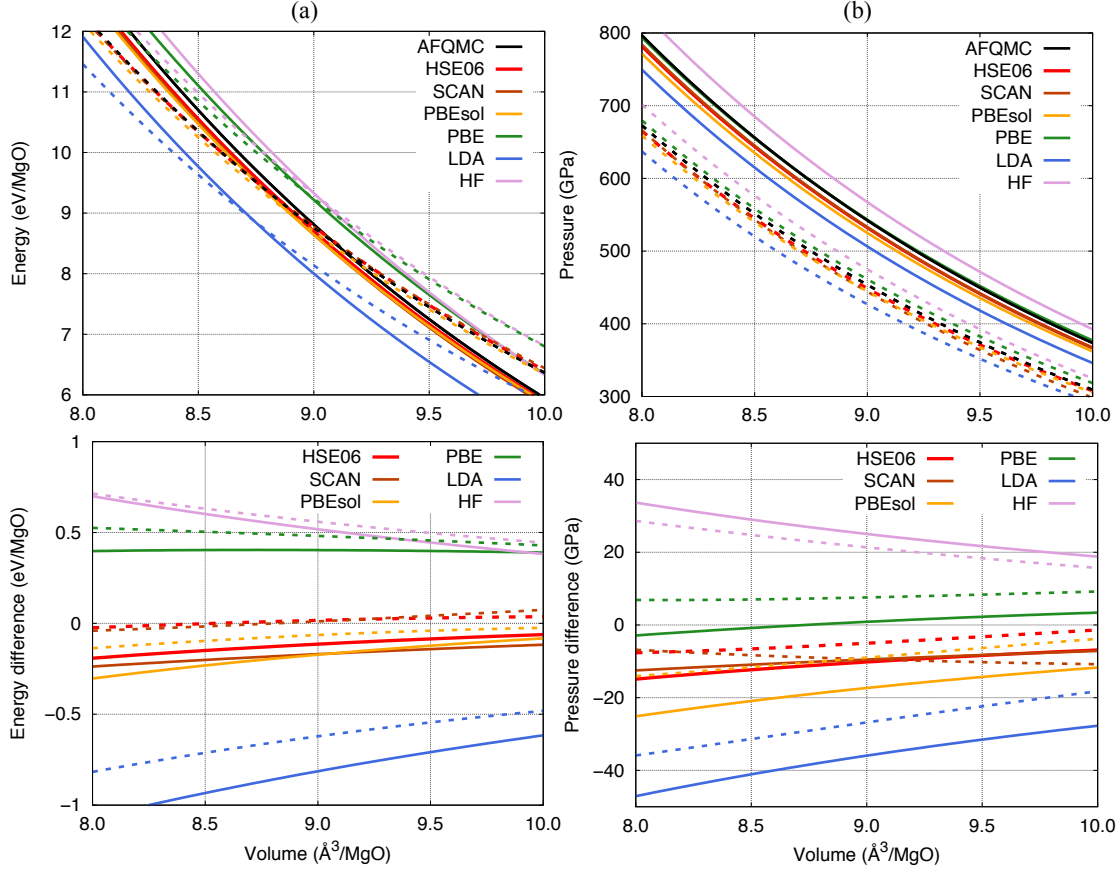 (a)
12
11
10
9
8
7
6
Energy (eV/MgO)
AFQMC
HSE06
SCAN
PBEsol
PBE
LDA
HF
8.0 8.5 9.0 9.5 10.0
(b)
800
700
600
500
400
300
Pressure (GPa)
AFQMC
HSE06
SCAN
PBEsol
PBE
LDA
HF
8.0 8.5 9.0 9.5 10.0
1
0.5
0
−0.5
−1
Energy difference (eV/MgO)
HSE06 PBE
SCAN LDA
PBEsol HF
8.0 8.5 9.0 9.5 10.0
Volume (Å³/MgO)
40
20
0
−20
−40
Pressure difference (GPa)
HSE06 PBE
SCAN LDA
PBEsol HF
8.0 8.5 9.0 9.5 10.0
Volume (Å³/MgO)